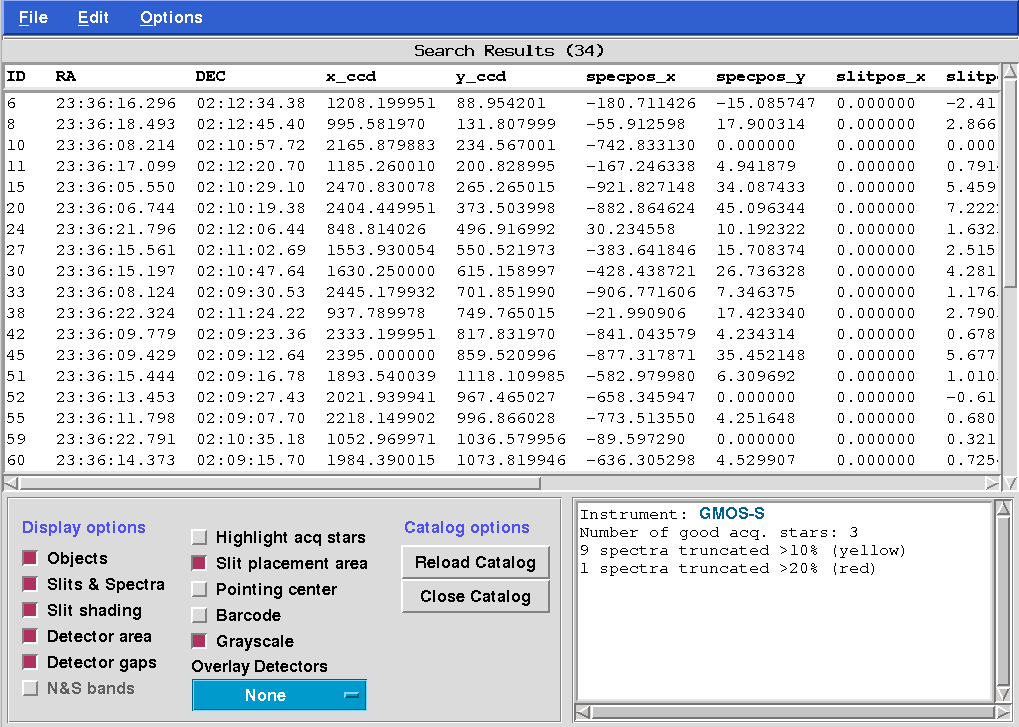 File Edit Options
Search Results (34)
ID RA DEC x_ccd y_ccd specpos_x specpos_y slitpos_x slitp
6 23:36:16.296 02:12:34.38 1208.199951 88.954201 -180.711426 -15.085747 0.000000 -2.41
8 23:36:18.493 02:12:45.40 995.581970 131.807999 -55.912598 17.900314 0.000000 2.866
10 23:36:08.214 02:10:57.72 2165.879883 234.567001 -742.833130 0.000000 0.000000 0.000
11 23:36:17.099 02:12:20.70 1185.260010 200.828995 -167.246338 4.941879 0.000000 0.791
15 23:36:05.550 02:10:29.10 2470.830078 265.265015 -921.827148 34.087433 0.000000 5.459
20 23:36:06.744 02:10:19.38 2404.449951 373.503998 -882.864624 45.096344 0.000000 7.222
24 23:36:21.796 02:12:06.44 848.814026 496.916992 30.234558 10.192322 0.000000 1.632
27 23:36:15.561 02:11:02.69 1553.930054 550.521973 -383.641846 15.708374 0.000000 2.515
30 23:36:15.197 02:10:47.64 1630.250000 615.158997 -428.438721 26.736328 0.000000 4.281
33 23:36:08.124 02:09:30.53 2445.179932 701.851990 -906.771606 7.346375 0.000000 1.176
38 23:36:22.324 02:11:24.22 937.789978 749.765015 -21.990906 17.423340 0.000000 2.790
42 23:36:09.779 02:09:23.36 2333.199951 817.831970 -841.043579 4.234314 0.000000 0.678
45 23:36:09.429 02:09:12.64 2395.000000 859.520996 -877.317871 35.452148 0.000000 5.677
51 23:36:15.444 02:09:16.78 1893.540039 1118.109985 -582.979980 6.309692 0.000000 1.010
52 23:36:13.453 02:09:27.43 2021.939941 967.465027 -658.345947 0.000000 0.000000 -0.61
55 23:36:11.798 02:09:07.70 2218.149902 996.866028 -773.513550 4.251648 0.000000 0.680
59 23:36:22.791 02:10:35.18 1052.969971 1036.579956 -89.597290 0.000000 0.000000 0.321
60 23:36:14.373 02:09:15.70 1984.390015 1073.819946 -636.305298 4.529907 0.000000 0.725
Display options
Objects
Slits & Spectra
Slit shading
Detector area
Detector gaps
N&S bands
Highlight acq stars
Slit placement area
Pointing center
Barcode
Grayscale
Overlay Detectors
None
Catalog options
Reload Catalog
Close Catalog
Instrument: GMOS-S
Number of good acq. stars: 3
9 spectra truncated >10% (yellow)
1 spectra truncated >20% (red)